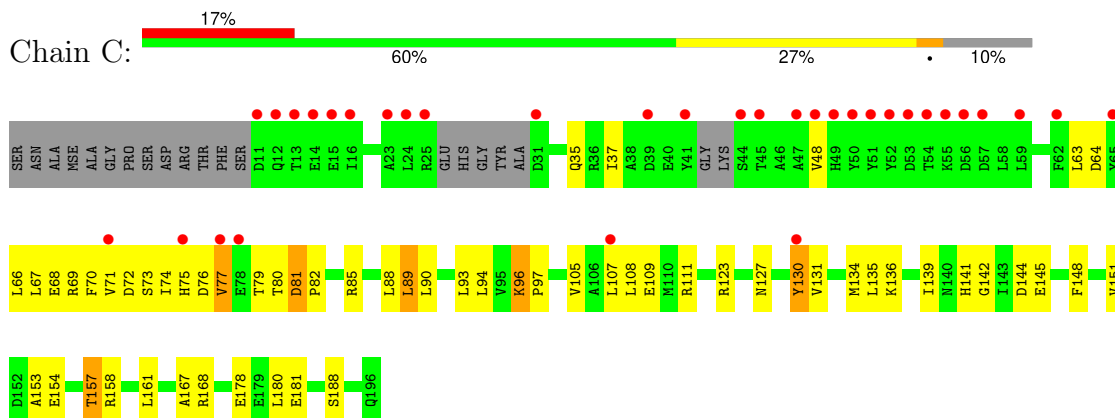 17%
Chain C:
60% 27% • 10%
SER ASN ALA MSE ALA GLY PRO SER ASP ARG THR PHE SER D11 Q12 T13 E14 E15 I16 A23 L24 R25 GLU HIS GLY TYR ALA D31 Q35 R36 I37 A38 D39 E40 Y41 GLY LYS S44 T45 A46 A47 V48 H49 Y50 Y51 Y52 D53 T54 K55 D56 D57 L58 L59 F62 L63 D64 Y65
L66 L67 E68 R69 F70 V71 D72 S73 I74 H75 D76 V77 E78 T79 T80 D81 P82 R85 L88 L89 L90 L93 L94 V95 K96 P97 V105 A106 L107 L108 E109 M110 R111 R123 N127 Y130 V131 M134 L135 K136 I139 N140 H141 G142 I143 D144 E145 F148 V151
D152 A153 E154 T157 R158 L161 A167 R168 E178 E179 L180 E181 S188 Q196